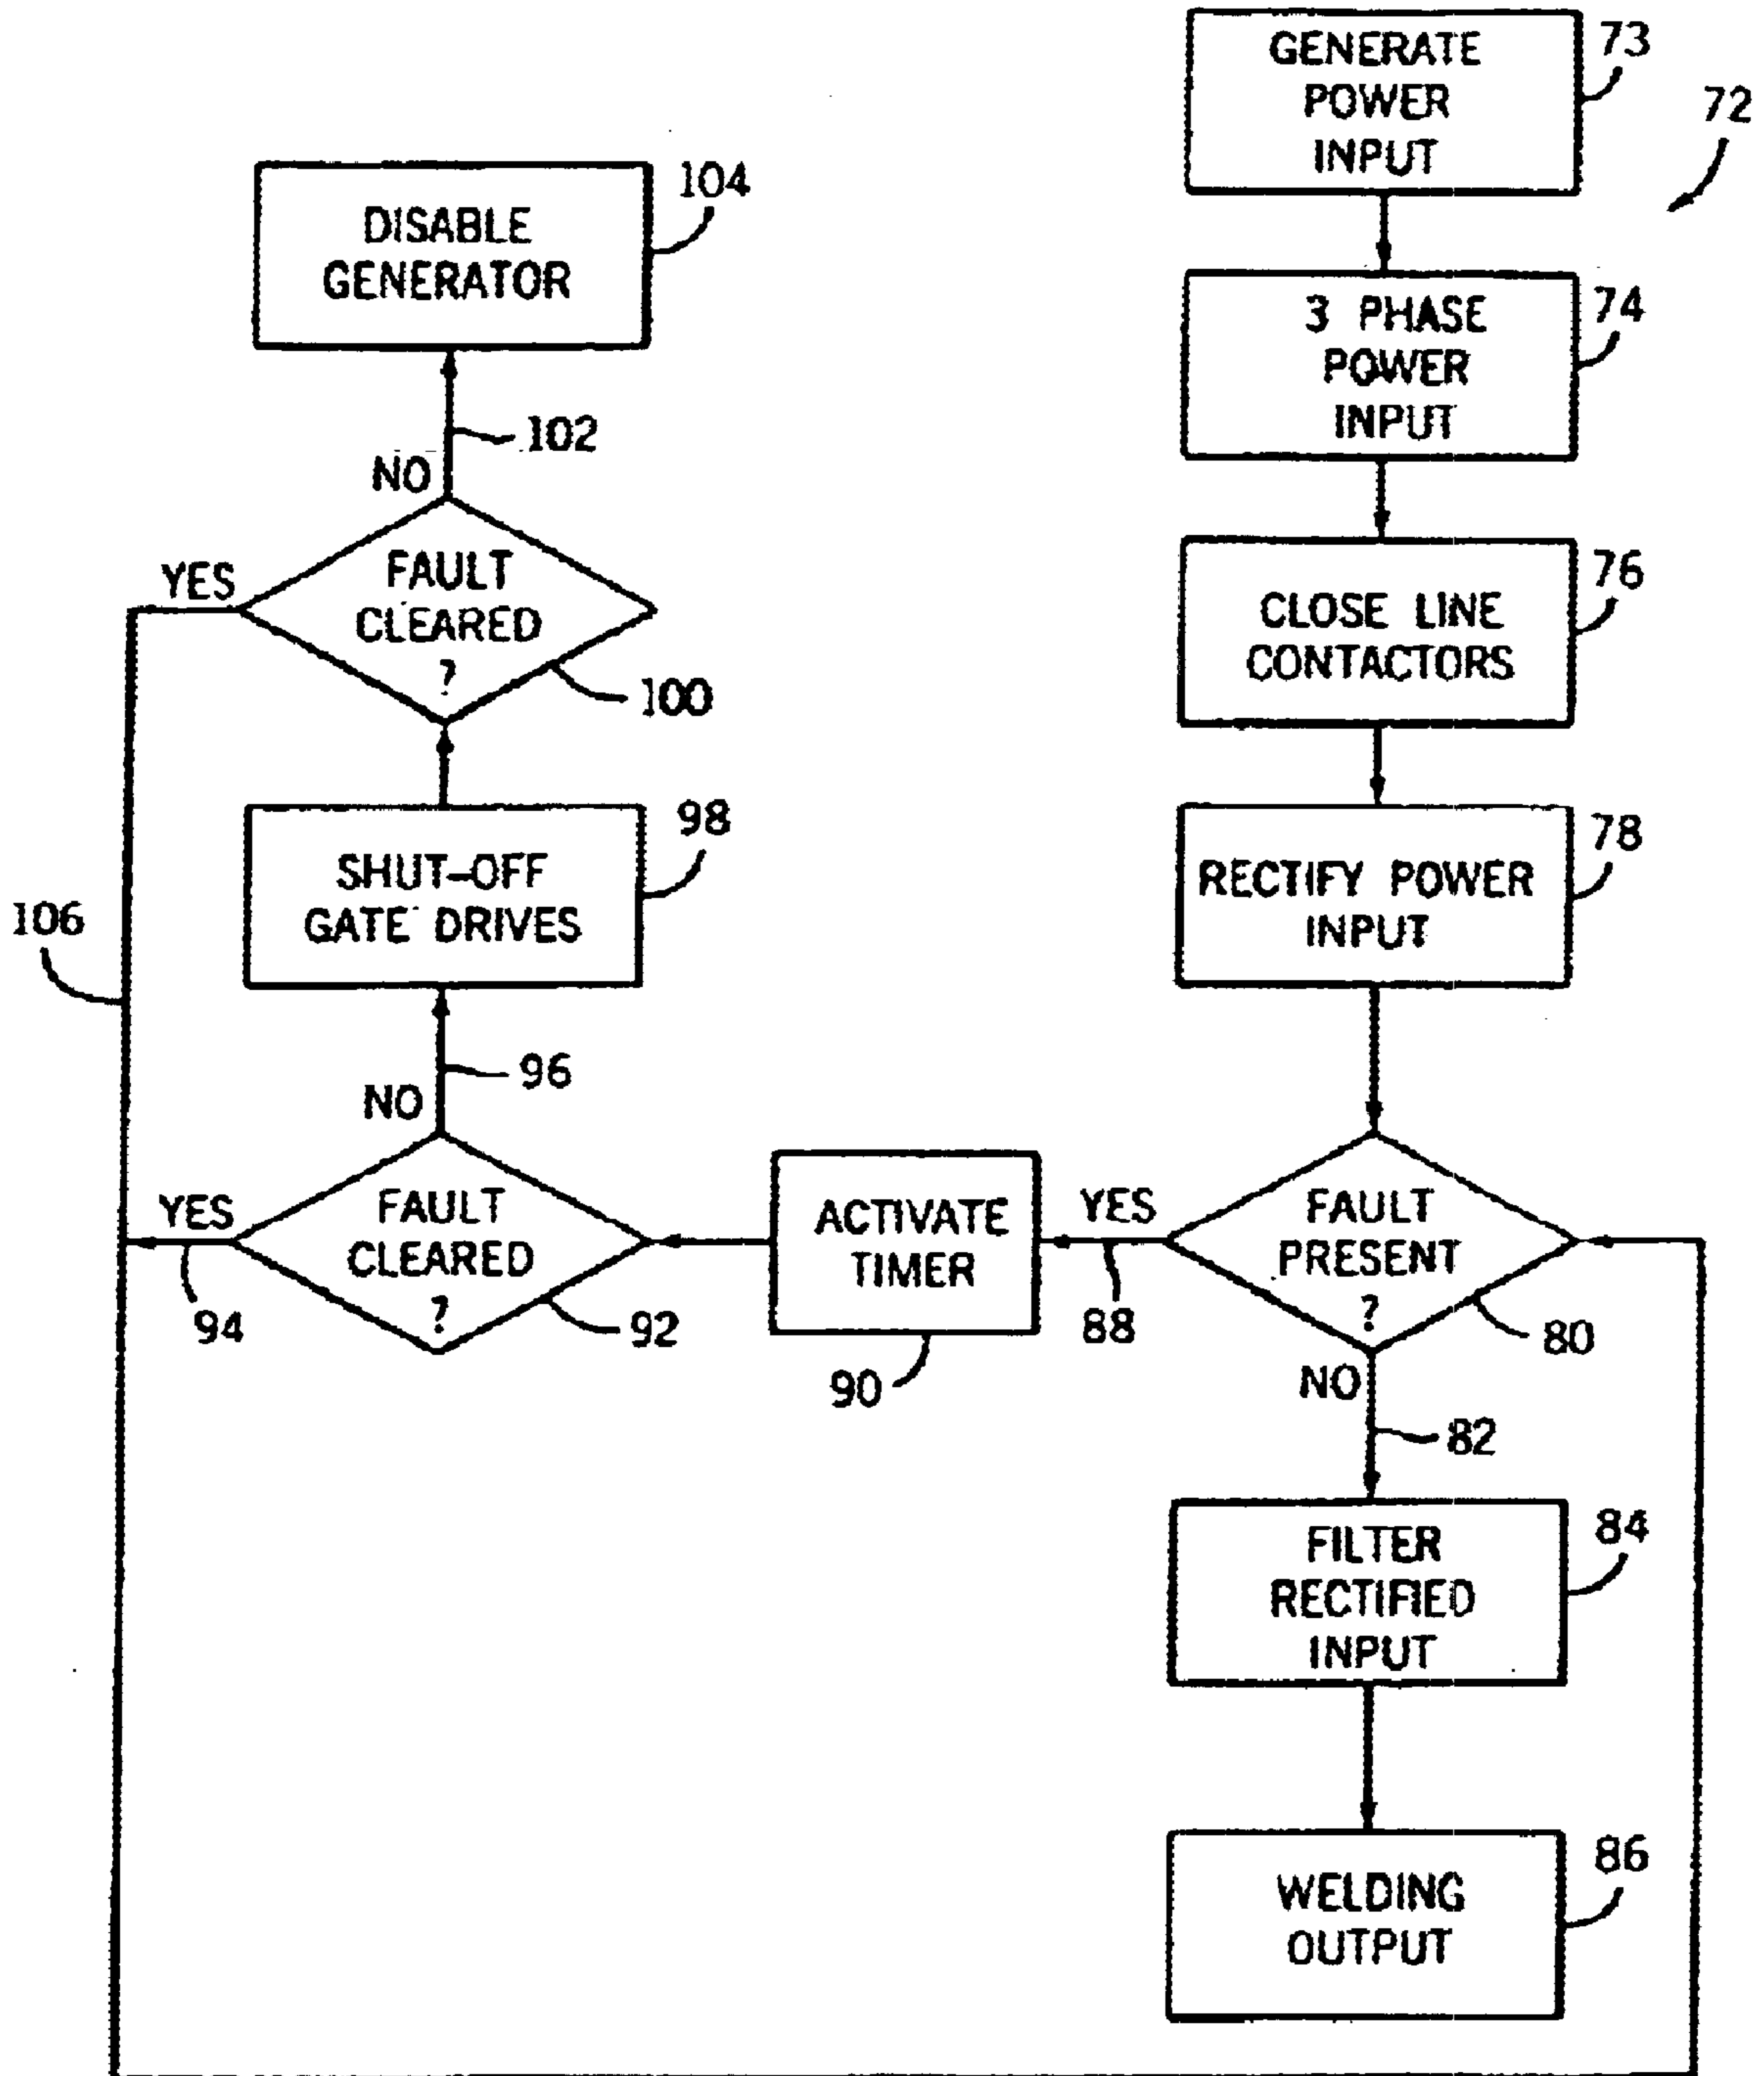 GENERATE
POWER
INPUT
73
72
3 PHASE
POWER
INPUT
74
CLOSE LINE
CONTACTORS
76
RECTIFY POWER
INPUT
78
FAULT
PRESENT
?
80
NO
82
FILTER
RECTIFIED
INPUT
84
WELDING
OUTPUT
86
YES
88
ACTIVATE
TIMER
90
FAULT
CLEARED
?
92
YES
94
NO
96
SHUT-OFF
GATE DRIVES
98
FAULT
CLEARED
?
100
YES
106
NO
102
DISABLE
GENERATOR
104